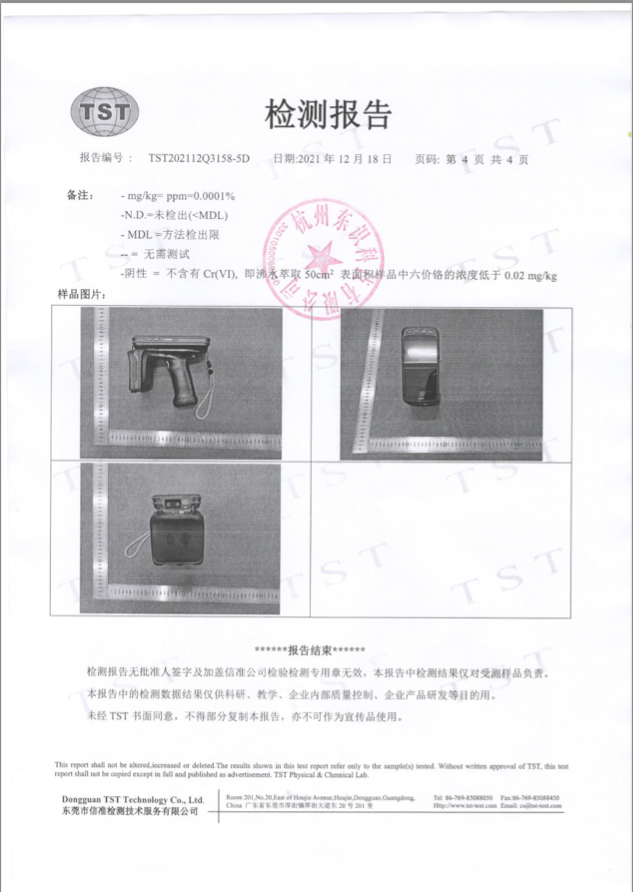 TST
检测报告
报告编号： TST202112Q3158-5D 日期:2021 年 12 月 18 日 页码: 第 4 页 共 4 页
备注： - mg/kg= ppm=0.0001%
-N.D.=未检出(<MDL)
- MDL =方法检出限
-- = 无需测试
-阴性 = 不含有 Cr(VI), 即沸水萃取 50cm² 表面积样品中六价铬的浓度低于 0.02 mg/kg
杭州东识科技有限公司
样品图片：
******报告结束******
检测报告无批准人签字及加盖信准公司检验检测专用章无效，本报告中检测结果仅对受测样品负责。
本报告中的检测数据结果仅供科研、教学、企业内部质量控制、企业产品研发等目的用。
未经 TST 书面同意，不得部分复制本报告，亦不可作为宣传品使用。
This report shall not be altered,increased or deleted.The results shown in this test report refer only to the sample(s) tested. Without written approval of TST, this test
report shall not be copied except in full and published as advertisement. TST Physical & Chemical Lab.
Dongguan TST Technology Co., Ltd. Room 201,No.20,East of Houjie Avenue,Houjie,Dongguan,Guangdong, Tel: 86-769-85088050 Fax:86-769-85088450
东莞市信准检测技术服务有限公司 China 广东省东莞市厚街镇厚街大道东 20 号 201 室 Http://www.tst-test.com Email: cs@tst-test.com